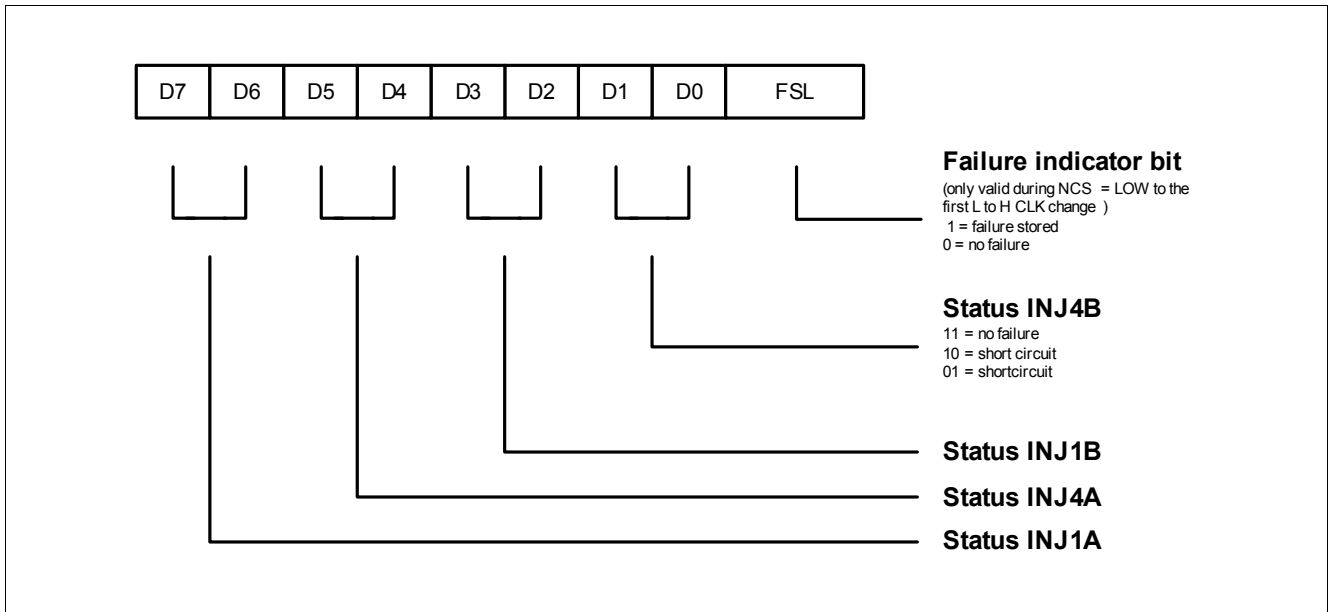 D7 D6 D5 D4 D3 D2 D1 D0 FSL
Failure indicator bit
(only valid during NCS = LOW to the
first L to H CLK change )
1 = failure stored
0 = no failure
Status INJ4B
11 = no failure
10 = short circuit
01 = shortcircuit
Status INJ1B
Status INJ4A
Status INJ1A